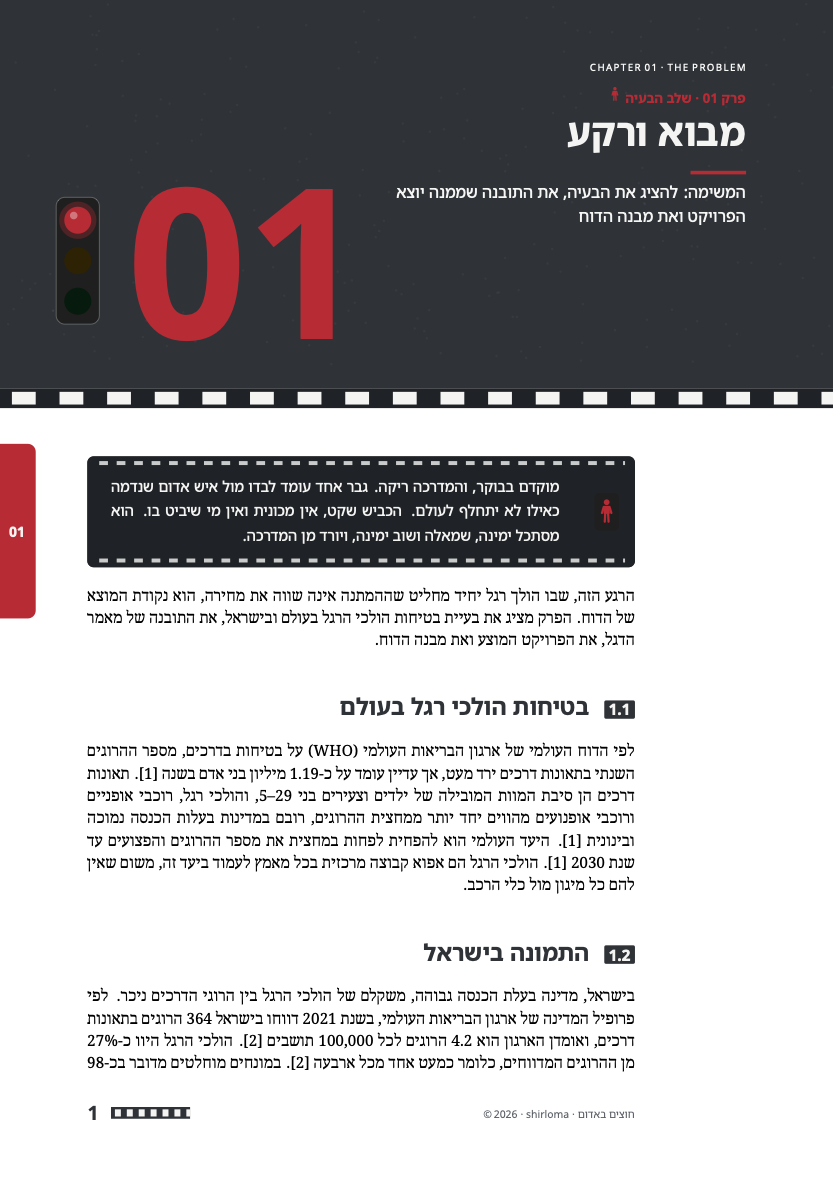 CHAPTER 01 · THE PROBLEM
פרק 01 · שלב הבעיה
מבוא ורקע
המשימה: להציג את הבעיה, את התובנה שממנה יוצא
הפרויקט ואת מבנה הדוח
01
01
מוקדם בבוקר, והמדרכה ריקה. גבר אחד עומד לבדו מול איש אדום שנדמה
כאילו לא יתחלף לעולם. הכביש שקט, אין מכונית ואין מי שיביט בו. הוא
מסתכל ימינה, שמאלה ושוב ימינה, ויורד מן המדרכה.
הרגע הזה, שבו הולך רגל יחיד מחליט שההמתנה אינה שווה את מחירה, הוא נקודת המוצא
של הדוח. הפרק מציג את בעיית בטיחות הולכי הרגל בעולם ובישראל, את התובנה של מאמר
הדגל, את הפרויקט המוצע ואת מבנה הדוח.
1.1 בטיחות הולכי רגל בעולם
לפי הדוח העולמי של ארגון הבריאות העולמי (WHO) על בטיחות בדרכים, מספר ההרוגים
השנתי בתאונות דרכים ירד מעט, אך עדיין עומד על כ-1.19 מיליון בני אדם בשנה [1]. תאונות
דרכים הן סיבת המוות המובילה של ילדים וצעירים בני 5–29, והולכי רגל, רוכבי אופניים
ורוכבי אופנועים מהווים יחד יותר ממחצית ההרוגים, רובם במדינות בעלות הכנסה נמוכה
ובינונית [1]. היעד העולמי הוא להפחית לפחות במחצית את מספר ההרוגים והפצועים עד
שנת 2030 [1]. הולכי הרגל הם אפוא קבוצה מרכזית בכל מאמץ לעמוד ביעד זה, משום שאין
להם כל מיגון מול כלי הרכב.
1.2 התמונה בישראל
בישראל, מדינה בעלת הכנסה גבוהה, משקלם של הולכי הרגל בין הרוגי הדרכים ניכר. לפי
פרופיל המדינה של ארגון הבריאות העולמי, בשנת 2021 דווחו בישראל 364 הרוגים בתאונות
דרכים, ואומדן הארגון הוא 4.2 הרוגים לכל 100,000 תושבים [2]. הולכי הרגל היוו כ-27%
מן ההרוגים המדווחים, כלומר כמעט אחד מכל ארבעה [2]. במונחים מוחלטים מדובר בכ-98
חוצים באדום · shirloma · 2026 ©
1